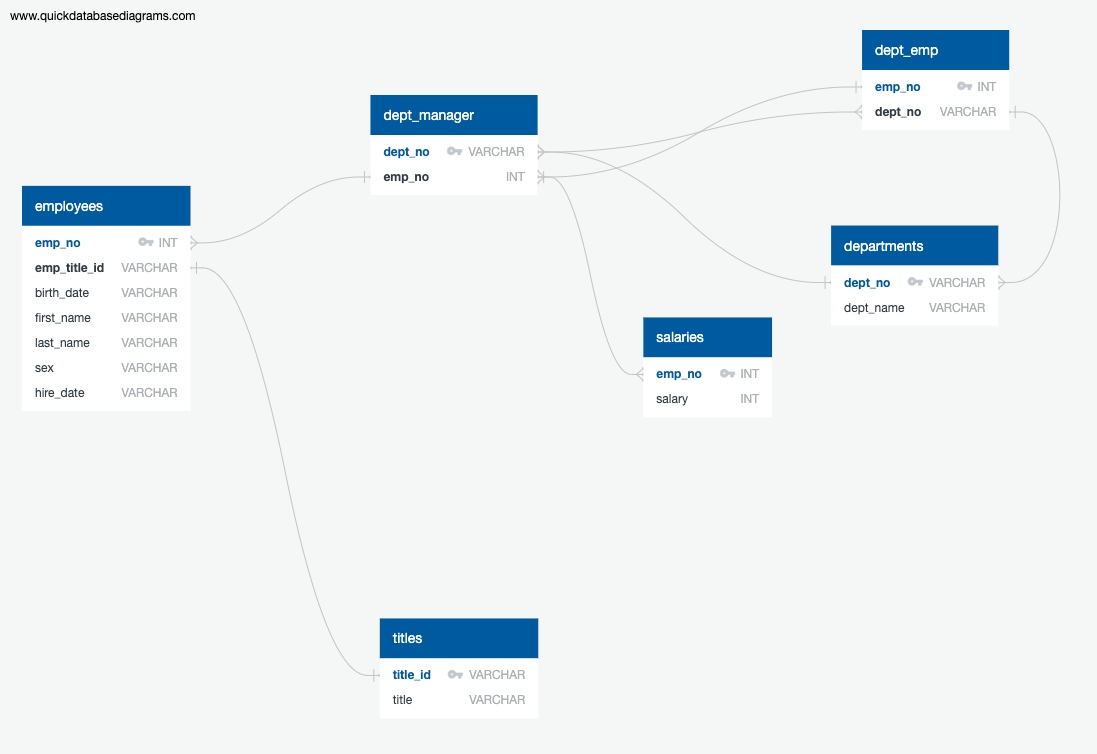 www.quickdatabasediagrams.com
dept_emp
emp_no INT
dept_no VARCHAR
dept_manager
dept_no VARCHAR
emp_no INT
employees
emp_no INT
emp_title_id VARCHAR
birth_date VARCHAR
first_name VARCHAR
last_name VARCHAR
sex VARCHAR
hire_date VARCHAR
departments
dept_no VARCHAR
dept_name VARCHAR
salaries
emp_no INT
salary INT
titles
title_id VARCHAR
title VARCHAR